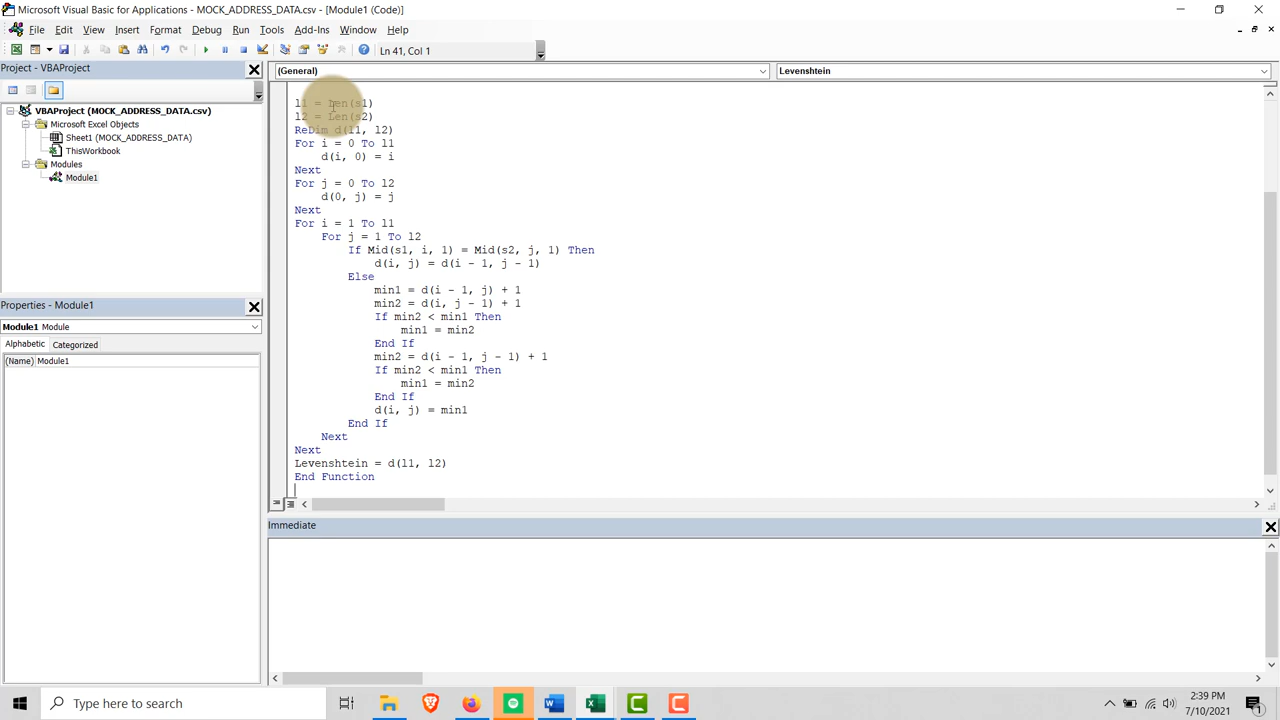 Microsoft Visual Basic for Applications - MOCK_ADDRESS_DATA.csv - [Module1 (Code)]
File Edit View Insert Format Debug Run Tools Add-Ins Window Help
Ln 41, Col 1
Project - VBAProject
(General) Levenshtein
VBAProject (MOCK_ADDRESS_DATA.csv)
Microsoft Excel Objects
Sheet1 (MOCK_ADDRESS_DATA)
ThisWorkbook
Modules
Module1
Properties - Module1
Module1 Module
Alphabetic Categorized
(Name) Module1
l1 = Len(s1)
l2 = Len(s2)
ReDim d(l1, l2)
For i = 0 To l1
d(i, 0) = i
Next
For j = 0 To l2
d(0, j) = j
Next
For i = 1 To l1
For j = 1 To l2
If Mid(s1, i, 1) = Mid(s2, j, 1) Then
d(i, j) = d(i - 1, j - 1)
Else
min1 = d(i - 1, j) + 1
min2 = d(i, j - 1) + 1
If min2 < min1 Then
min1 = min2
End If
min2 = d(i - 1, j - 1) + 1
If min2 < min1 Then
min1 = min2
End If
d(i, j) = min1
End If
Next
Next
Levenshtein = d(l1, l2)
End Function
Immediate
Type here to search
2:39 PM
7/10/2021